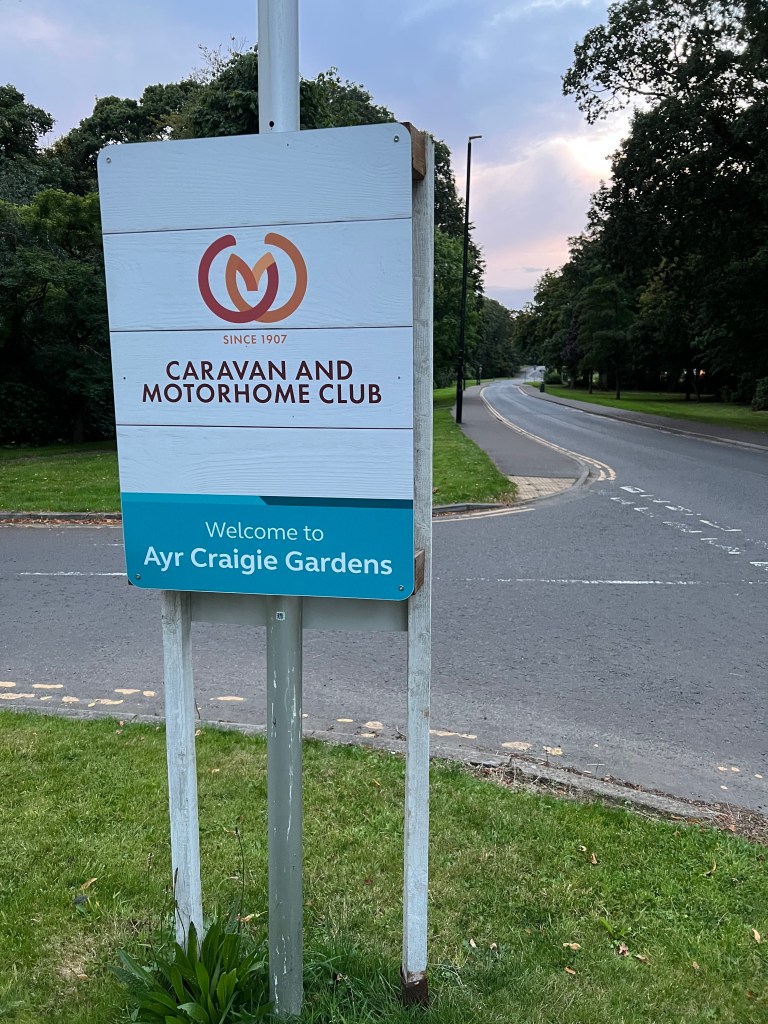 SINCE 1907
CARAVAN AND
MOTORHOME CLUB
Welcome to
Ayr Craigie Gardens